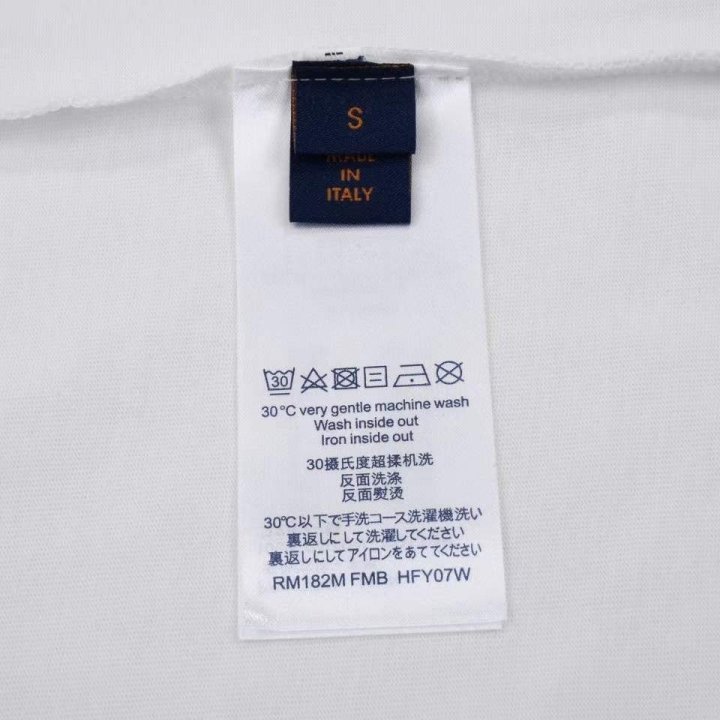 S
MADE
IN
ITALY
30
30°C very gentle machine wash
Wash inside out
Iron inside out
30摄氏度超揉机洗
反面洗涤
反面熨烫
30℃以下で手洗コース洗濯機洗い
裏返しにして洗濯してください
裏返しにしてアイロンをあててください
RM182M FMB HFY07W